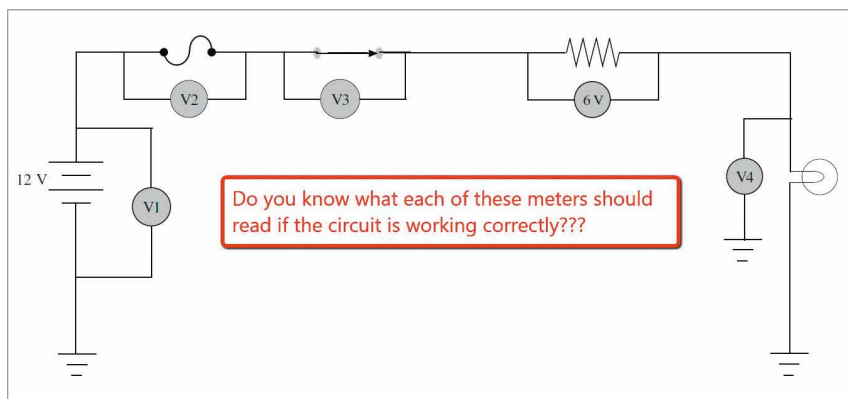 V2
V3
6 V
12 V
V1
V4
Do you know what each of these meters should
read if the circuit is working correctly???